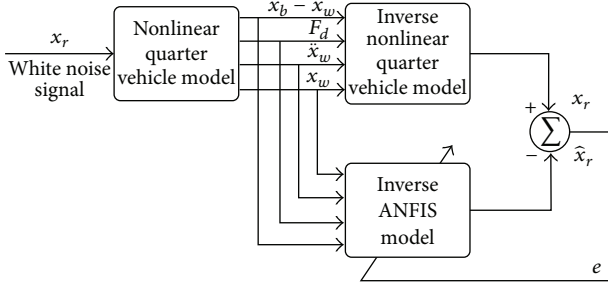 x_r
White noise
signal
Nonlinear
quarter
vehicle model
x_b − x_w
F_d
ẍ_w
x_w
Inverse
nonlinear
quarter
vehicle model
Inverse
ANFIS
model
+
x_r
Σ
−
x̂_r
e